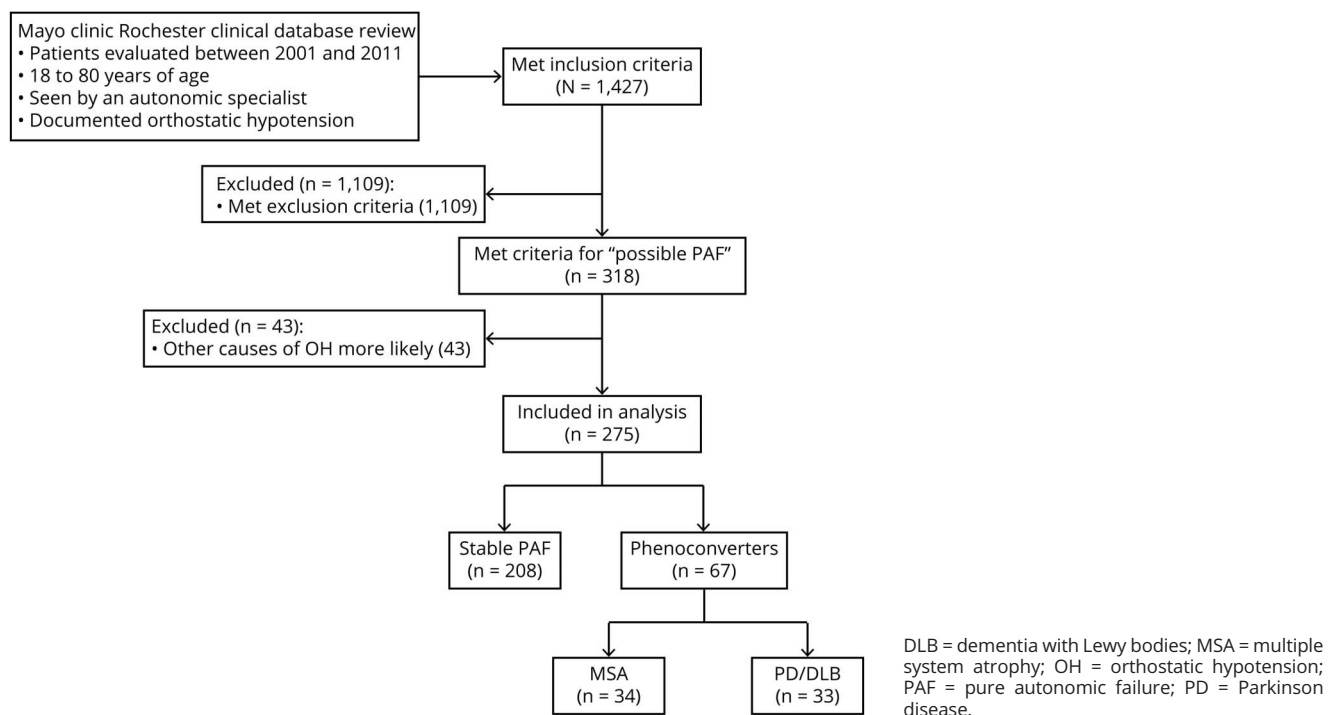 Mayo clinic Rochester clinical database review
• Patients evaluated between 2001 and 2011
• 18 to 80 years of age
• Seen by an autonomic specialist
• Documented orthostatic hypotension
Met inclusion criteria
(N = 1,427)
Excluded (n = 1,109):
• Met exclusion criteria (1,109)
Met criteria for “possible PAF”
(n = 318)
Excluded (n = 43):
• Other causes of OH more likely (43)
Included in analysis
(n = 275)
Stable PAF
(n = 208)
Phenoconverters
(n = 67)
MSA
(n = 34)
PD/DLB
(n = 33)
DLB = dementia with Lewy bodies; MSA = multiple
system atrophy; OH = orthostatic hypotension;
PAF = pure autonomic failure; PD = Parkinson
disease.